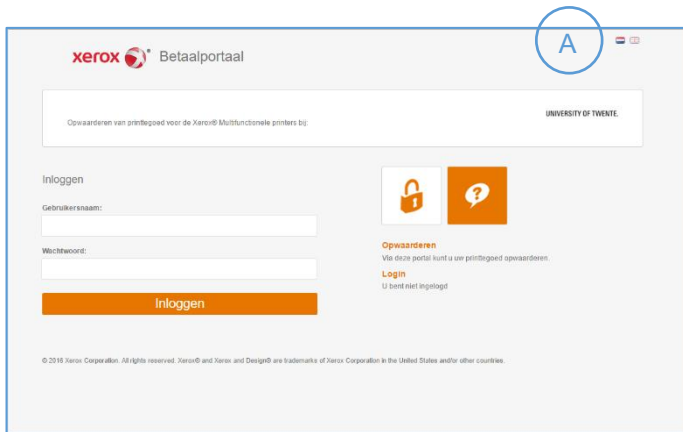 A
xerox Betaalportaal
UNIVERSITY OF TWENTE.
Opwaarderen van printtegoed voor de Xerox® Multifunctionele printers bij:
Inloggen
Gebruikersnaam:
Wachtwoord:
Inloggen
Opwaarderen
Via deze portal kunt u uw printtegoed opwaarderen.
Login
U bent niet ingelogd
© 2016 Xerox Corporation. All rights reserved. Xerox® and Xerox and Design® are trademarks of Xerox Corporation in the United States and/or other countries.